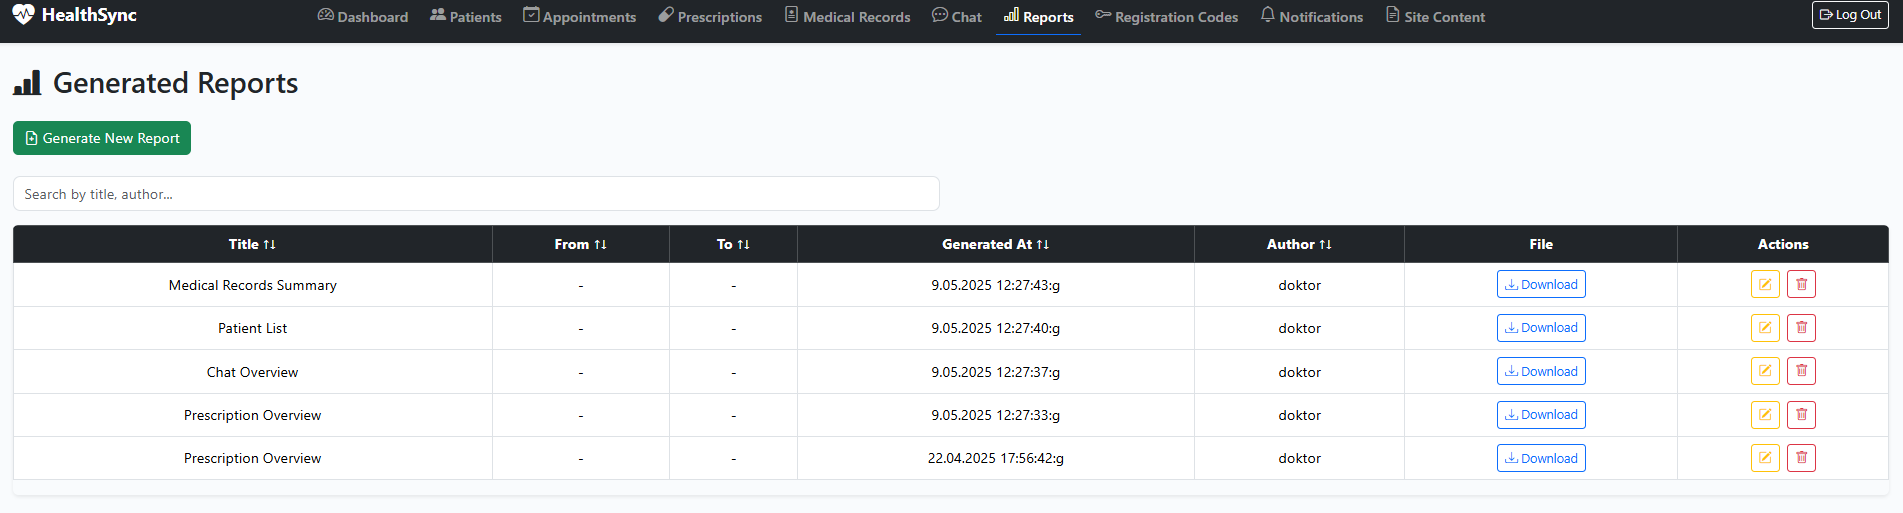 HealthSync Dashboard Patients Appointments Prescriptions Medical Records Chat Reports Registration Codes Notifications Site Content Log Out
Generated Reports
Generate New Report
Search by title, author...
Title ↑↓ From ↑↓ To ↑↓ Generated At ↑↓ Author ↑↓ File Actions
Medical Records Summary - - 9.05.2025 12:27:43:g doktor Download
Patient List - - 9.05.2025 12:27:40:g doktor Download
Chat Overview - - 9.05.2025 12:27:37:g doktor Download
Prescription Overview - - 9.05.2025 12:27:33:g doktor Download
Prescription Overview - - 22.04.2025 17:56:42:g doktor Download